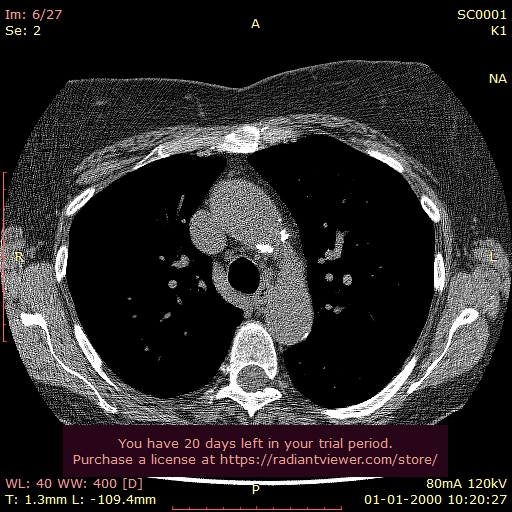 Im: 6/27
Se: 2
A
SC0001
K1
NA
R
L
You have 20 days left in your trial period.
Purchase a license at https://radiantviewer.com/store/
WL: 40 WW: 400 [D]
T: 1.3mm L: -109.4mm
P
80mA 120kV
01-01-2000 10:20:27